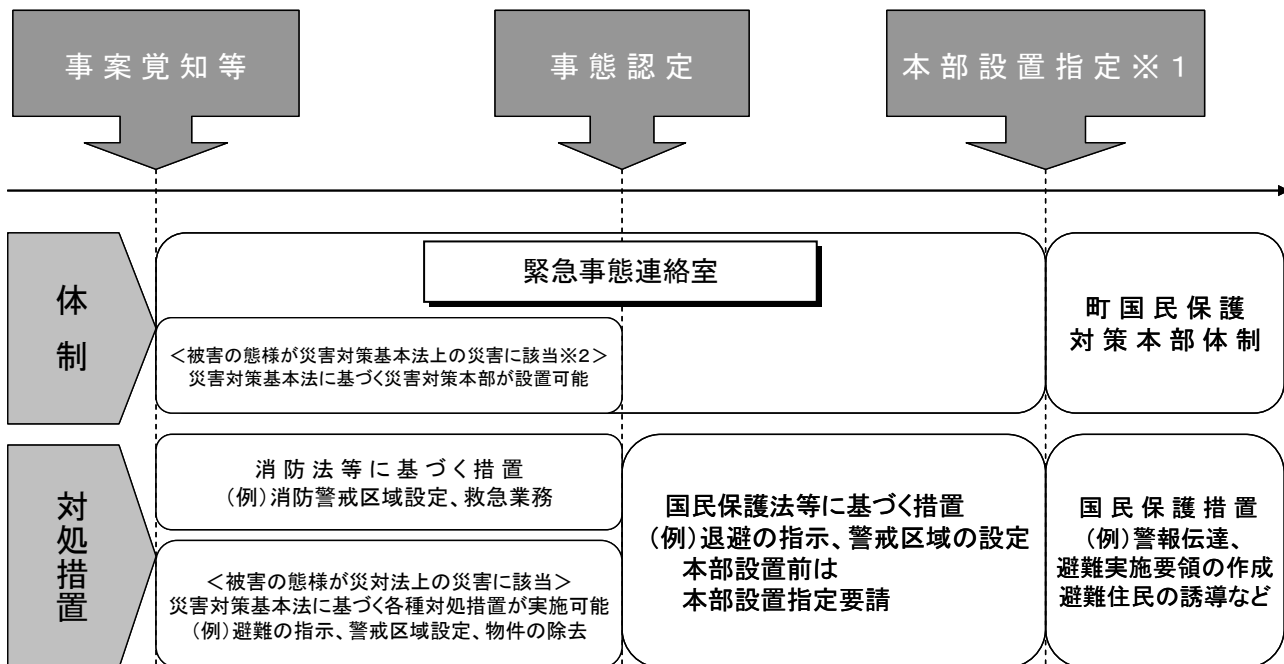 事案覚知等
事態認定
本部設置指定※1
体制
緊急事態連絡室
<被害の態様が災害対策基本法上の災害に該当※2>
災害対策基本法に基づく災害対策本部が設置可能
町国民保護
対策本部体制
対処措置
消防法等に基づく措置
(例)消防警戒区域設定、救急業務
<被害の態様が災対法上の災害に該当>
災害対策基本法に基づく各種対処措置が実施可能
(例)避難の指示、警戒区域設定、物件の除去
国民保護法等に基づく措置
(例)退避の指示、警戒区域の設定
本部設置前は
本部設置指定要請
国民保護措置
(例)警報伝達、
避難実施要領の作成
避難住民の誘導など